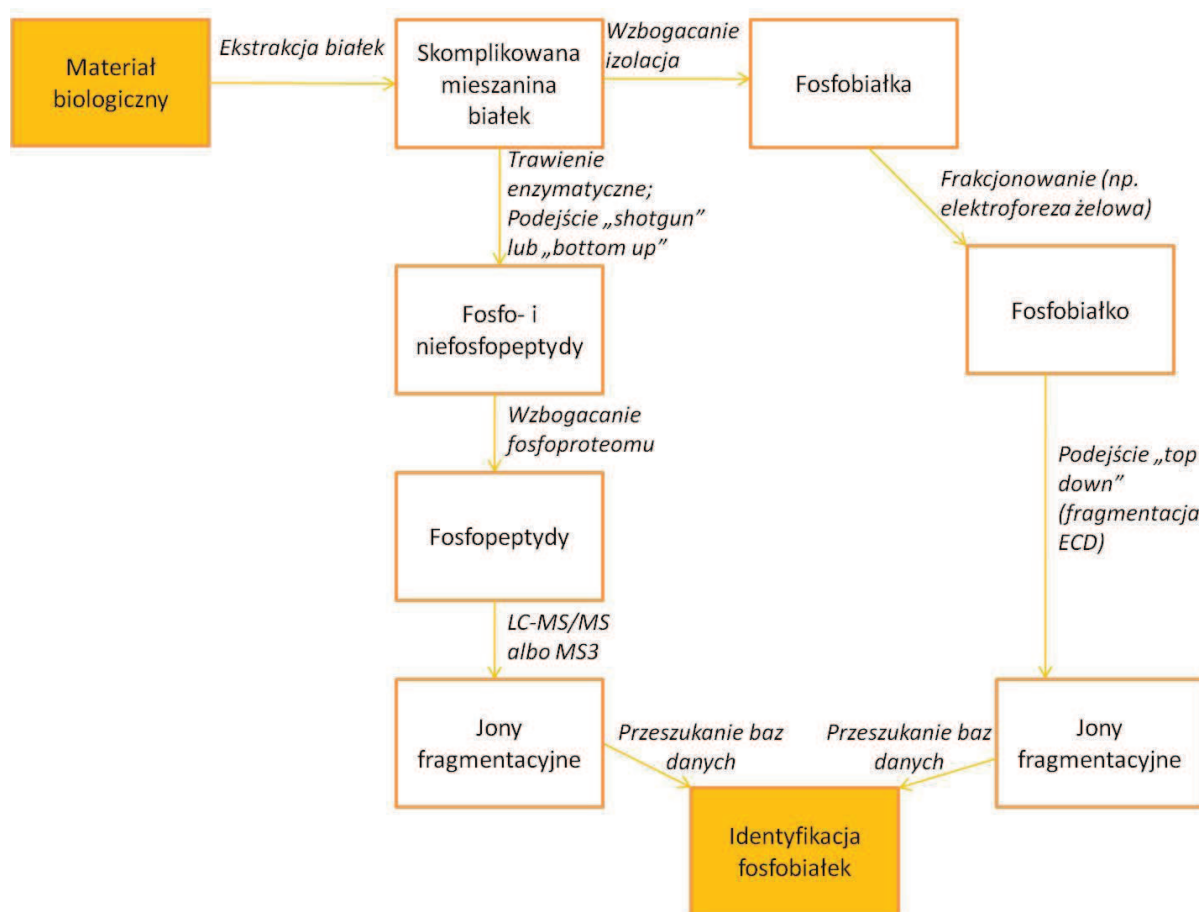 Materiał
biologiczny
Ekstrakcja białek
Skomplikowana
mieszanina
białek
Wzbogacanie
izolacja
Fosfobiałka
Trawienie
enzymatyczne;
Podejście „shotgun”
lub „bottom up”
Frakcjonowanie (np.
elektroforeza żelowa)
Fosfo- i
niefosfopeptydy
Fosfobiałko
Wzbogacanie
fosfoproteomu
Podejście „top
down”
(fragmentacja
ECD)
Fosfopeptydy
LC-MS/MS
albo MS3
Jony
fragmentacyjne
Przeszukanie baz
danych
Przeszukanie baz
danych
Jony
fragmentacyjne
Identyfikacja
fosfobiałek